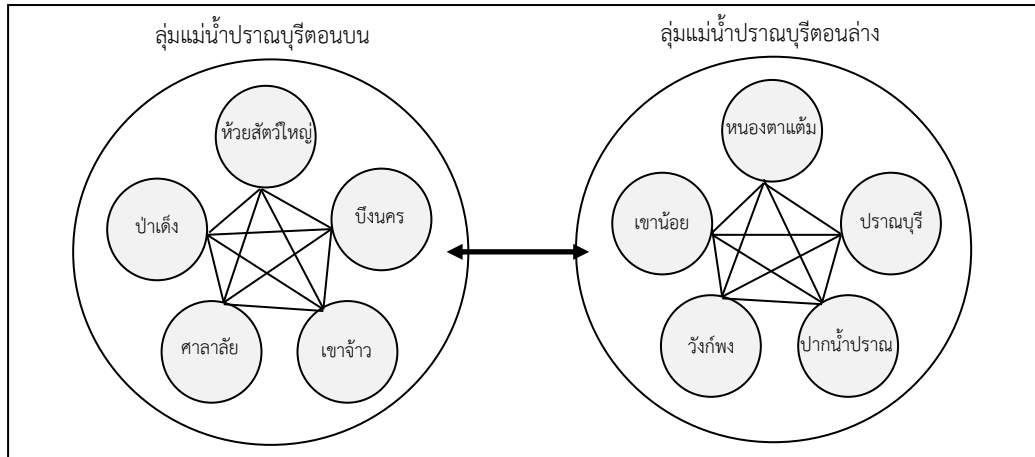 ลุ่มแม่น้ำปราณบุรีตอนบน
ห้วยสัตว์ใหญ่
ป่าเด็ง
บึงนคร
ศาลาลัย
เขาจ้าว
ลุ่มแม่น้ำปราณบุรีตอนล่าง
หนองตาแต้ม
เขาน้อย
ปราณบุรี
วังก์พง
ปากน้ำปราณ